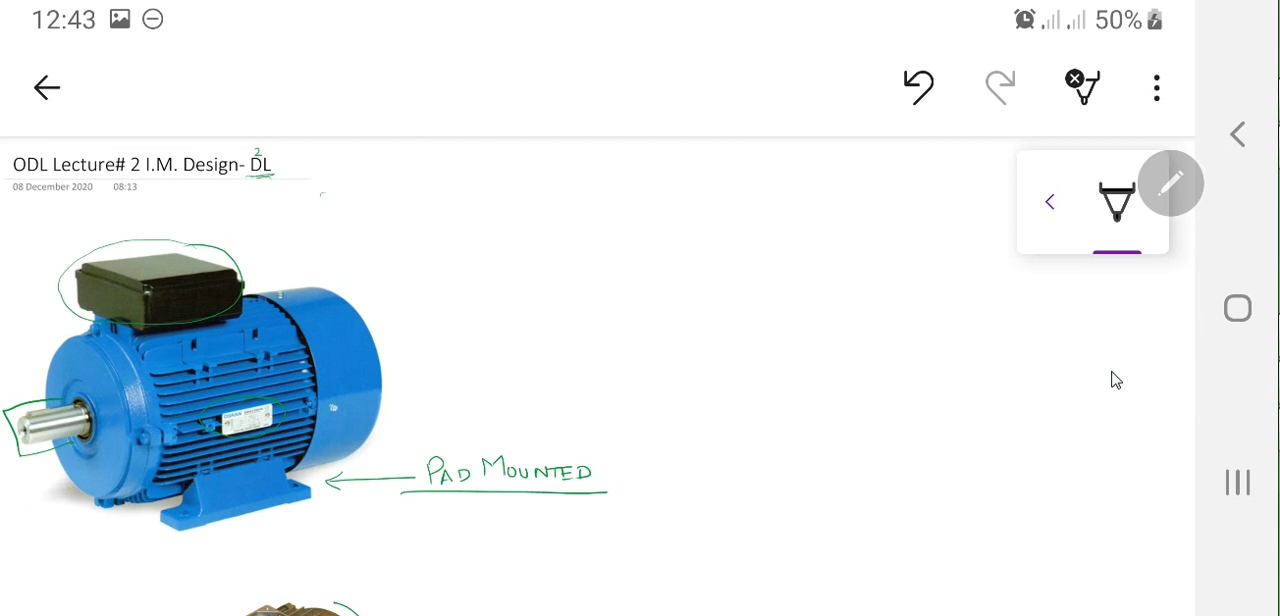 12:43
50%
ODL Lecture# 2 I.M. Design- DL
2
08 December 2020 08:13
PAD MOUNTED